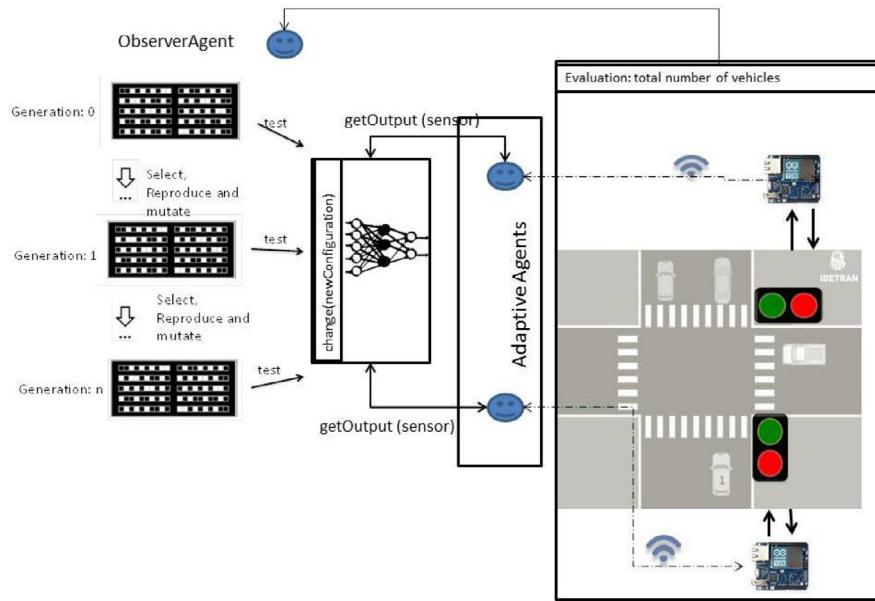 ObserverAgent
Evaluation: total number of vehicles
Generation: 0
test
getOutput (sensor)
Select,
Reproduce and
mutate
...
Generation: 1
test
change(newConfiguration)
Adaptive Agents
IDETRAN
Select,
Reproduce and
mutate
...
Generation: n
test
getOutput (sensor)
1